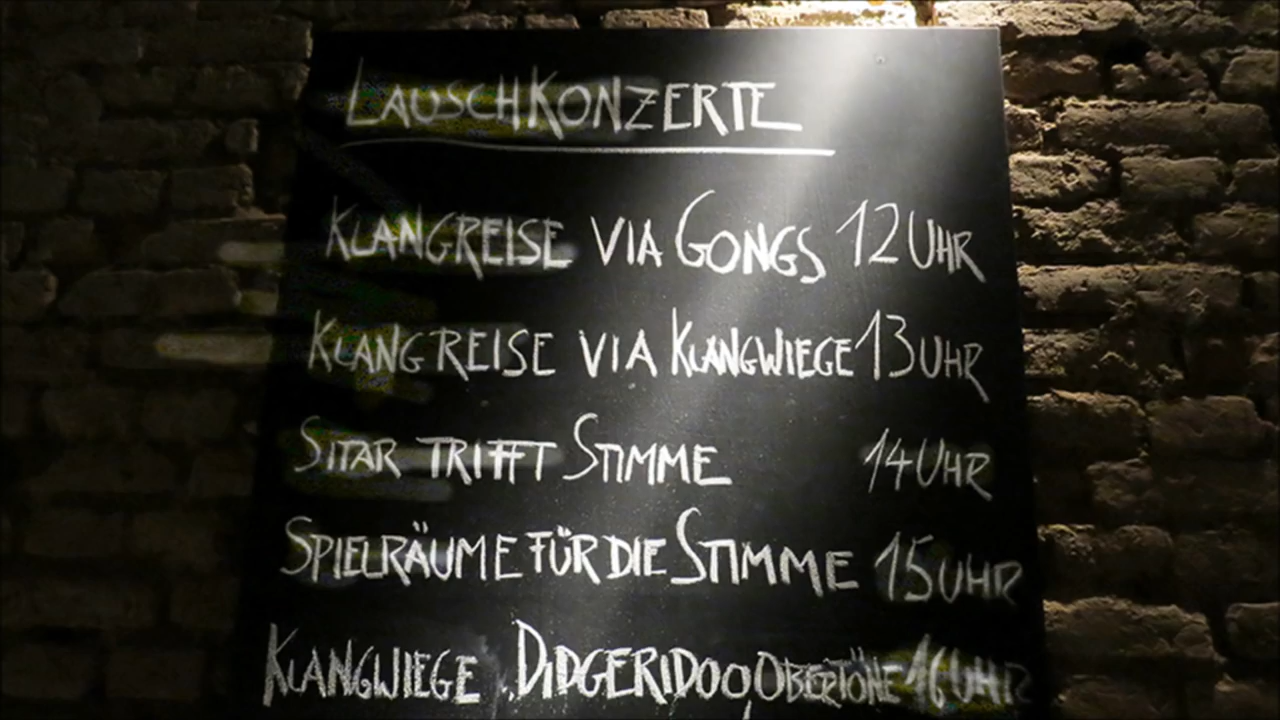 LAUSCHKONZERTE
KLANGREISE VIA GONGS 12 UHR
KLANGREISE VIA KLANGWIEGE 13 UHR
SITAR TRIFFT STIMME 14 UHR
SPIELRÄUME FÜR DIE STIMME 15 UHR
KLANGWIEGE, DIDGERIDOO, OBERTÖNE 16 UHR